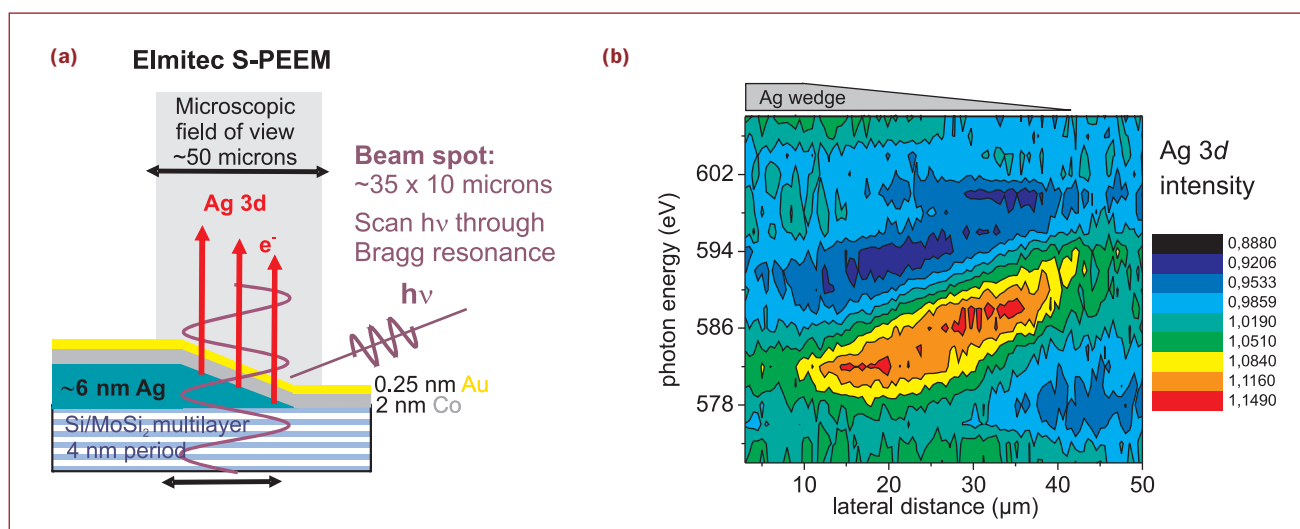 (a)
Elmitec S-PEEM
Microscopic
field of view
~50 microns
Beam spot:
~35 x 10 microns
Scan hν through
Bragg resonance
Ag 3d
e-
hν
~6 nm Ag
0.25 nm Au
2 nm Co
Si/MoSi2 multilayer
4 nm period
(b)
Ag wedge
photon energy (eV)
602
594
586
578
10
20
30
40
50
lateral distance (µm)
Ag 3d
intensity
0,8880
0,9206
0,9533
0,9859
1,0190
1,0510
1,0840
1,1160
1,1490